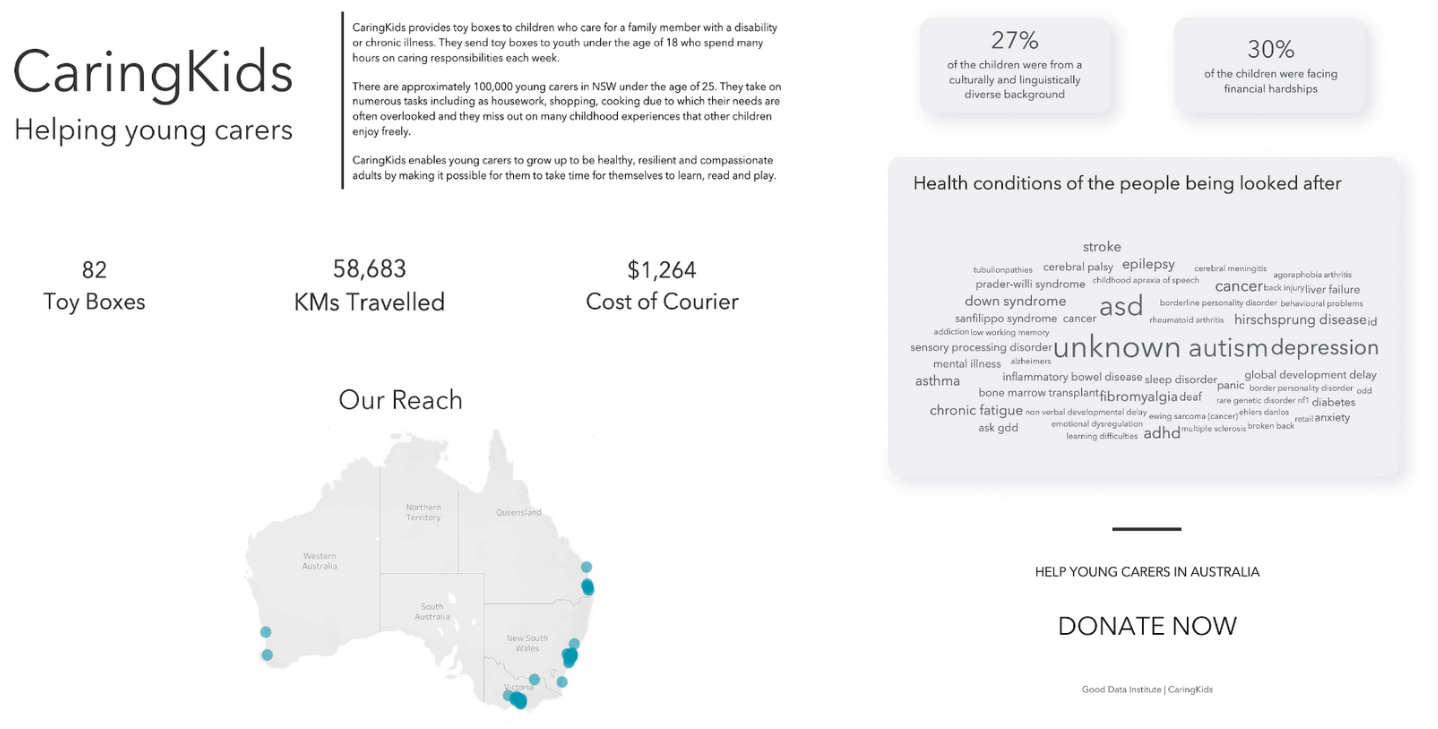 CaringKids
Helping young carers
CaringKids provides toy boxes to children who care for a family member with a disability
or chronic illness. They send toy boxes to youth under the age of 18 who spend many
hours on caring responsibilities each week.
There are approximately 100,000 young carers in NSW under the age of 25. They take on
numerous tasks including as housework, shopping, cooking due to which their needs are
often overlooked and they miss out on many childhood experiences that other children
enjoy freely.
CaringKids enables young carers to grow up to be healthy, resilient and compassionate
adults by making it possible for them to take time for themselves to learn, read and play.
82
Toy Boxes
58,683
KMs Travelled
$1,264
Cost of Courier
Our Reach
Northern
Territory
Queensland
Western
Australia
South
Australia
New South
Wales
Victoria
27%
of the children were from a
culturally and linguistically
diverse background
30%
of the children were facing
financial hardships
Health conditions of the people being looked after
stroke
tubulionpathies cerebral palsy epilepsy cerebral meningitis
agoraphobia arthritis
prader-willi syndrome childhood apraxia of speech cancer back injury liver failure
down syndrome asd borderline personality disorder behavioural problems
sanfilippo syndrome cancer rheumatoid arthritis hirschsprung disease id
addiction low working memory
sensory processing disorder unknown autism depression
mental illness alzheimers
asthma inflammatory bowel disease sleep disorder panic global development delay
border personality disorder odd
bone marrow transplant fibromyalgia deaf rare genetic disorder nf1 diabetes
chronic fatigue non verbal developmental delay ewing sarcoma (cancer) ehlers danlos retail anxiety
ask gdd emotional dysregulation
learning difficulties adhd multiple sclerosis broken back
HELP YOUNG CARERS IN AUSTRALIA
DONATE NOW
Good Data Institute | CaringKids